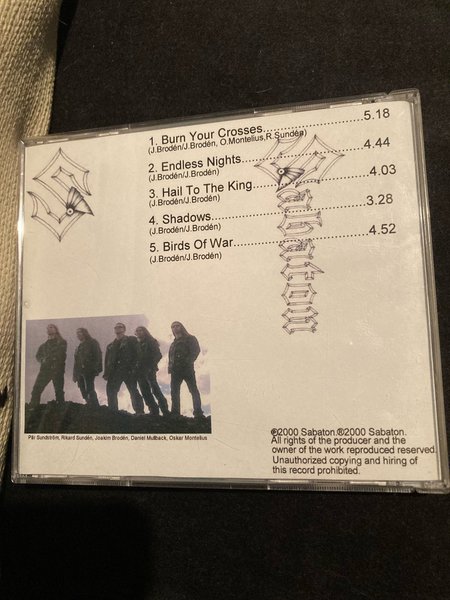 1. Burn Your Crosses..............................5.18
(J.Brodén/J.Brodén, O.Montelius,R.Sundén)
2. Endless Nights..............................4.44
(J.Brodén/J.Brodén)
3. Hail To The King..............................4.03
(J.Brodén/J.Brodén)
4. Shadows..............................3.28
(J.Brodén/J.Brodén)
5. Birds Of War..............................4.52
(J.Brodén/J.Brodén)
Sabaton
Pär Sundström, Rikard Sundén, Joakim Brodén, Daniel Mullback, Oskar Montelius
℗2000 Sabaton.®2000 Sabaton.
All rights of the producer and the
owner of the work reproduced reserved.
Unauthorized copying and hiring of
this record prohibited.